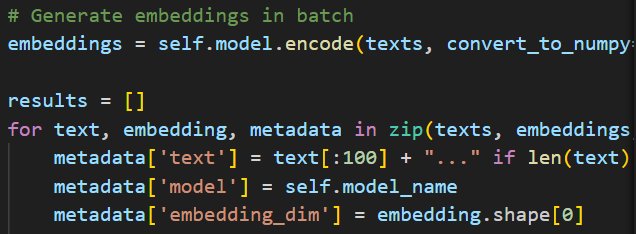 # Generate embeddings in batch
embeddings = self.model.encode(texts, convert_to_numpy=
results = []
for text, embedding, metadata in zip(texts, embeddings
metadata['text'] = text[:100] + "..." if len(text)
metadata['model'] = self.model_name
metadata['embedding_dim'] = embedding.shape[0]